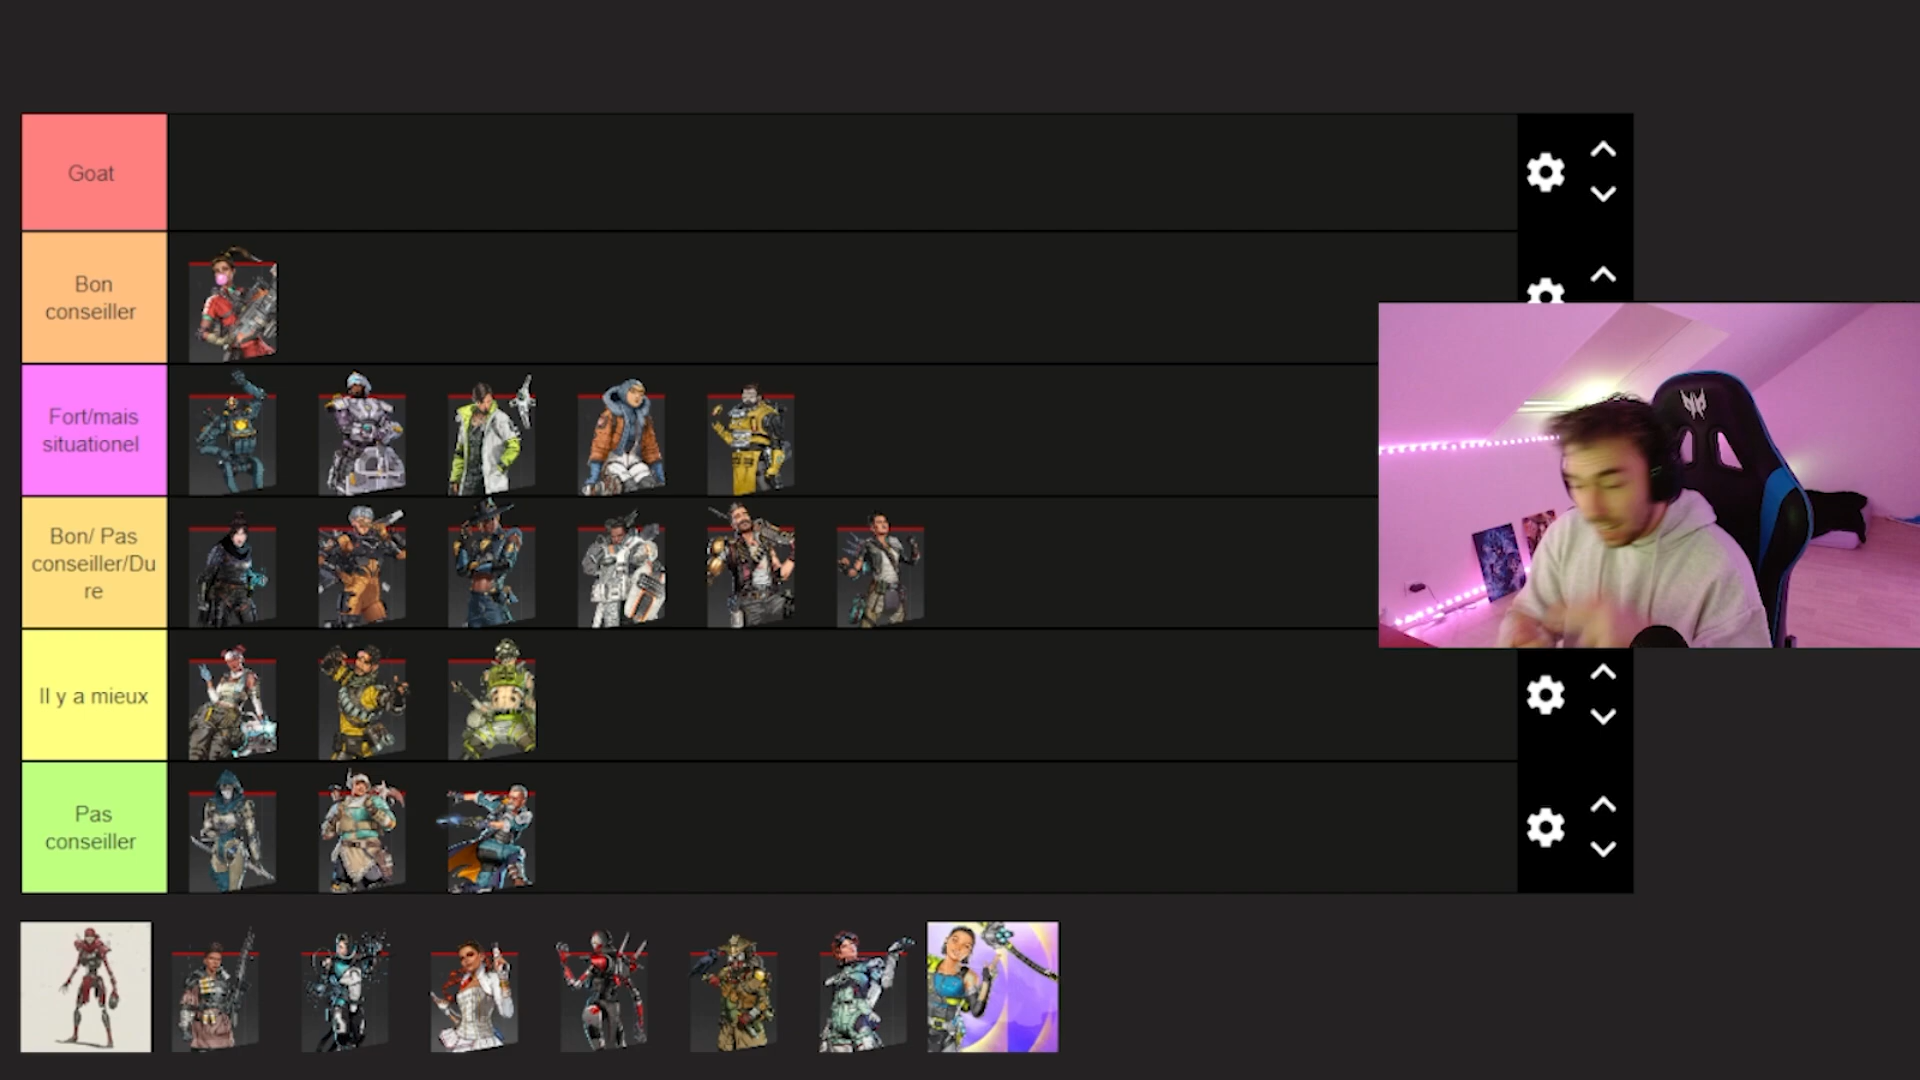 Goat
Bon
conseiller
Fort/mais
situationel
Bon/ Pas
conseiller/Du
re
Il y a mieux
Pas
conseiller